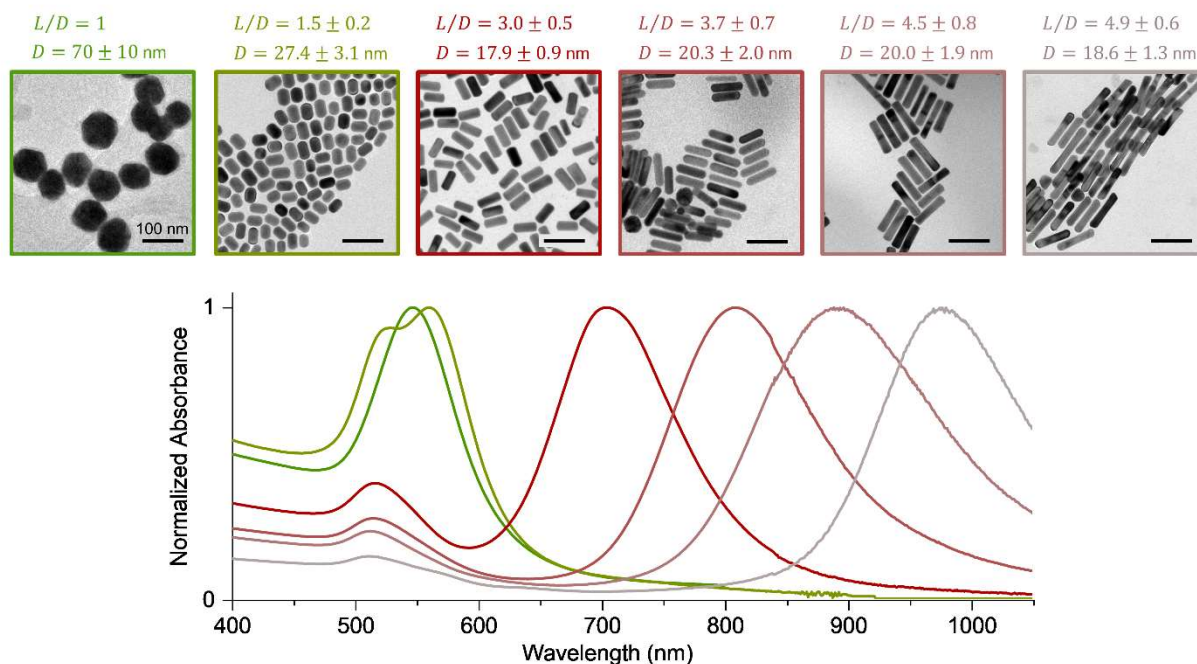 L/D = 1
D = 70 ± 10 nm
L/D = 1.5 ± 0.2
D = 27.4 ± 3.1 nm
L/D = 3.0 ± 0.5
D = 17.9 ± 0.9 nm
L/D = 3.7 ± 0.7
D = 20.3 ± 2.0 nm
L/D = 4.5 ± 0.8
D = 20.0 ± 1.9 nm
L/D = 4.9 ± 0.6
D = 18.6 ± 1.3 nm
100 nm
1
Normalized Absorbance
0
400 500 600 700 800 900 1000
Wavelength (nm)